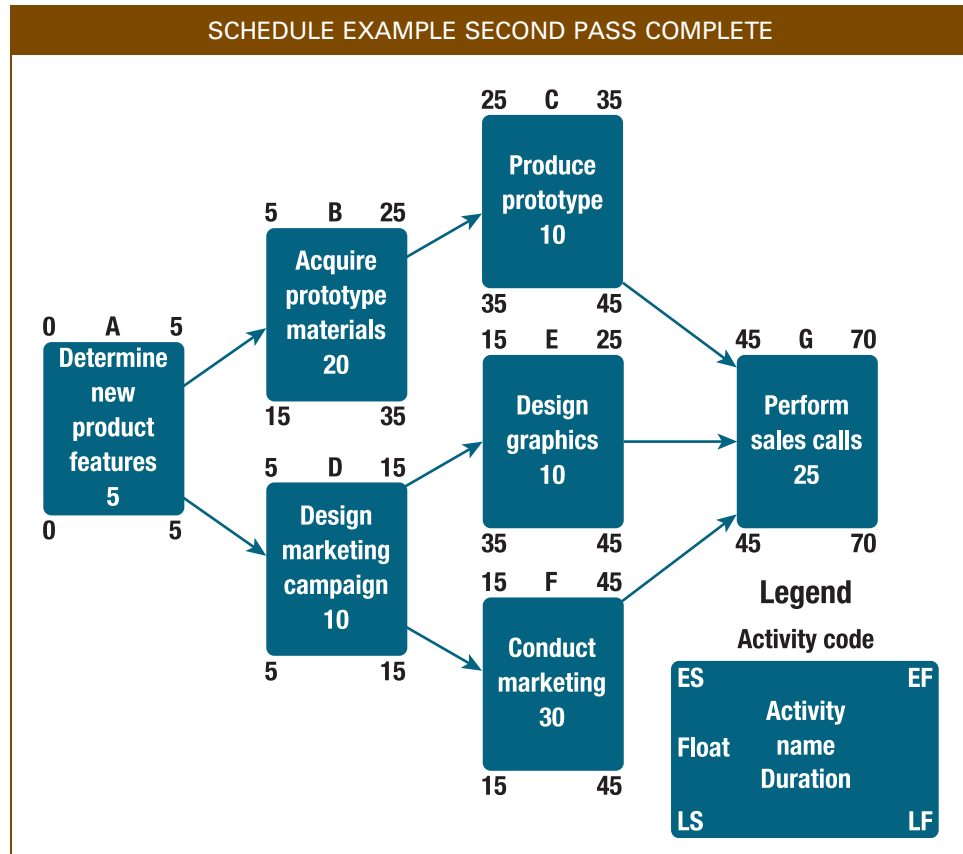 SCHEDULE EXAMPLE SECOND PASS COMPLETE
25 C 35
Produce
prototype
10
35 45
5 B 25
Acquire
prototype
materials
20
15 35
0 A 5
Determine
new
product
features
5
0 5
15 E 25
Design
graphics
10
35 45
45 G 70
Perform
sales calls
25
45 70
5 D 15
Design
marketing
campaign
10
5 15
15 F 45
Conduct
marketing
30
15 45
Legend
Activity code
ES EF
Activity
Float name
Duration
LS LF